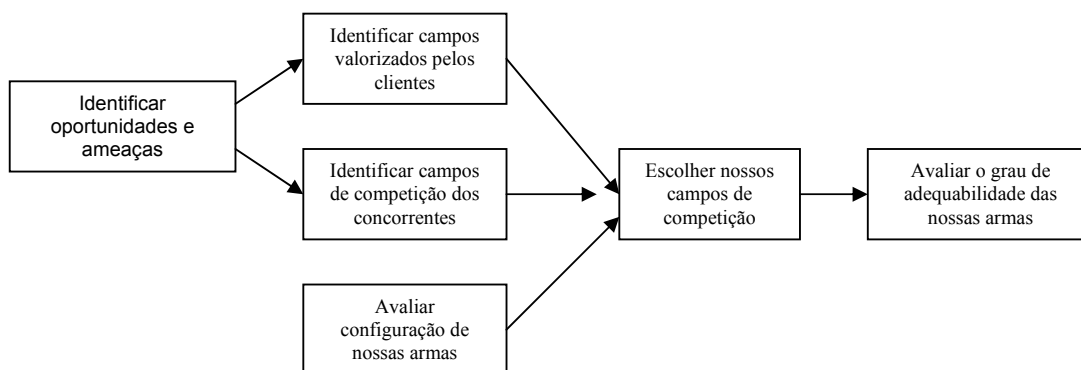 Identificar
oportunidades e
ameaças
Identificar campos
valorizados pelos
clientes
Identificar campos
de competição dos
concorrentes
Avaliar
configuração de
nossas armas
Escolher nossos
campos de
competição
Avaliar o grau de
adequabilidade das
nossas armas